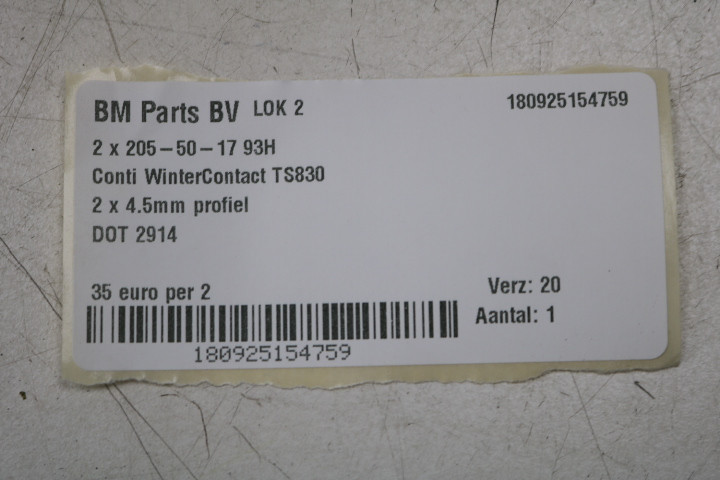 BM Parts BV LOK 2 180925154759
2 x 205-50-17 93H
Conti WinterContact TS830
2 x 4.5mm profiel
DOT 2914
35 euro per 2 Verz: 20
Aantal: 1
180925154759